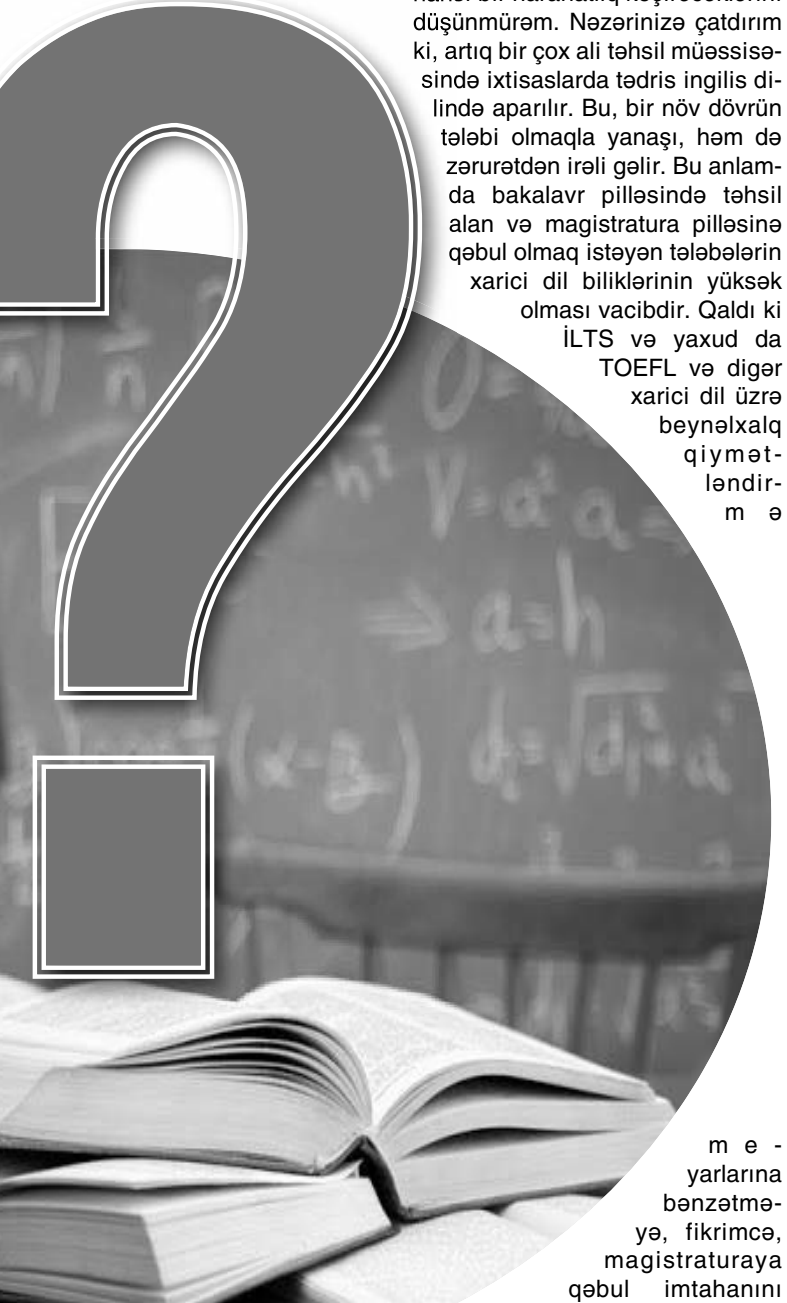 düşünmürəm. Nəzərinizə çatdırım
ki, artıq bir çox ali təhsil müəssisə-
sində ixtisaslarda tədris ingilis di-
lində aparılır. Bu, bir növ dövrün
tələbi olmaqla yanaşı, həm də
zərurətdən irəli gəlir. Bu anlam-
da bakalavr pilləsində təhsil
alan və magistratura pilləsinə
qəbul olmaq istəyən tələbələrin
xarici dil biliklərinin yüksək
olması vacibdir. Qaldı ki
İLTS və yaxud da
TOEFL və digər
xarici dil üzrə
beynəlxalq
qiymət-
ləndir-
m ə
?
V=a² a=
⇒ a=h
m e -
yarlarına
bənzətmə-
yə, fikrimcə,
magistraturaya
qəbul imtahanını